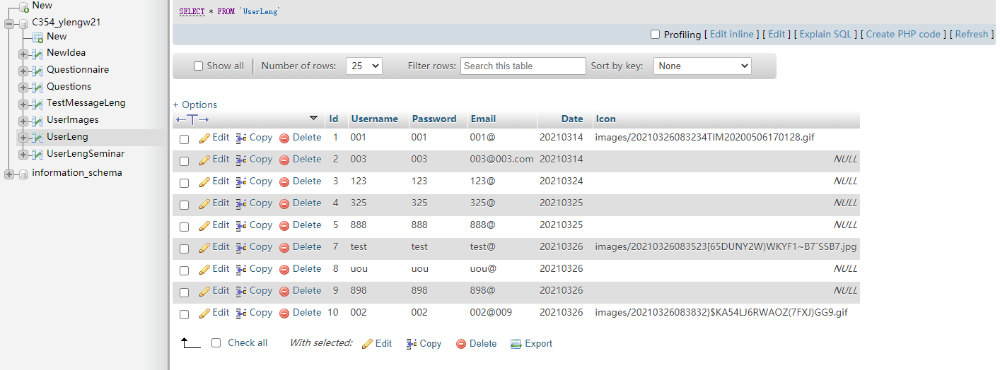 New
C354_ylengw21
New
NewIdea
Questionnaire
Questions
TestMessageLeng
UserImages
UserLeng
UserLengSeminar
information_schema
SELECT * FROM `UserLeng`
Profiling [ Edit inline ] [ Edit ] [ Explain SQL ] [ Create PHP code ] [ Refresh ]
Show all Number of rows: 25 Filter rows: Search this table Sort by key: None
+ Options
←T→ Id Username Password Email Date Icon
Edit Copy Delete 1 001 001 001@ 20210314 images/20210326083234TIM20200506170128.gif
Edit Copy Delete 2 003 003 003@003.com 20210314 NULL
Edit Copy Delete 3 123 123 123@ 20210324 NULL
Edit Copy Delete 4 325 325 325@ 20210325 NULL
Edit Copy Delete 5 888 888 888@ 20210325 NULL
Edit Copy Delete 7 test test test@ 20210326 images/20210326083523[65DUNY2W)WKYF1~B7`SSB7.jpg
Edit Copy Delete 8 uou uou uou@ 20210326 NULL
Edit Copy Delete 9 898 898 898@ 20210326 NULL
Edit Copy Delete 10 002 002 002@009 20210326 images/20210326083832}$KA54LJ6RWAOZ(7FXJ)GG9.gif
Check all With selected: Edit Copy Delete Export